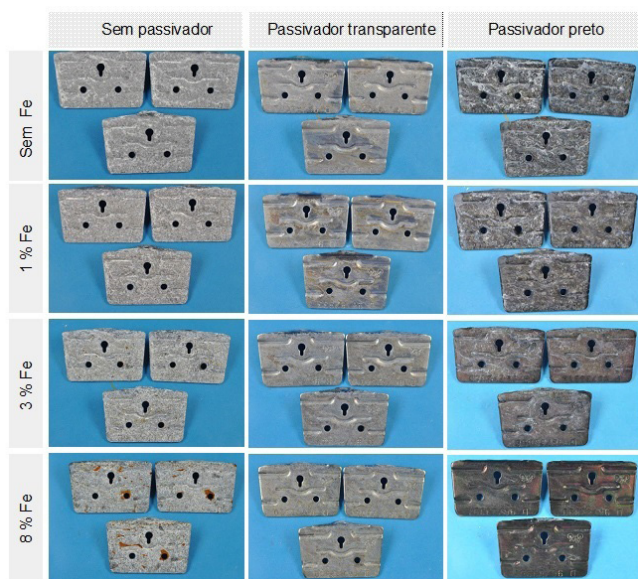 Sem passivador
Passivador transparente
Passivador preto
Sem Fe
1 % Fe
3 % Fe
8 % Fe